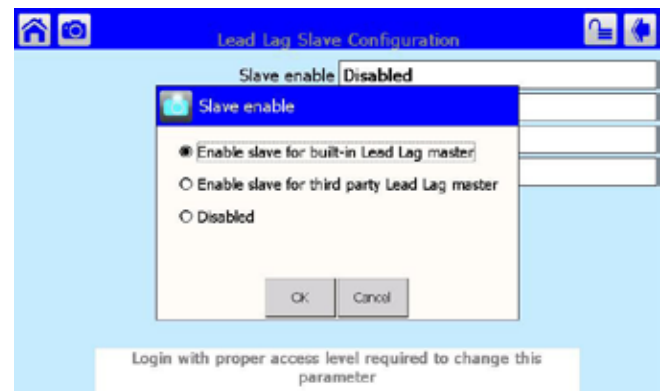 Lead Lag Slave Configuration
Slave enable Disabled
Slave enable
Enable slave for built-in Lead Lag master
Enable slave for third party Lead Lag master
Disabled
OK Cancel
Login with proper access level required to change this
parameter